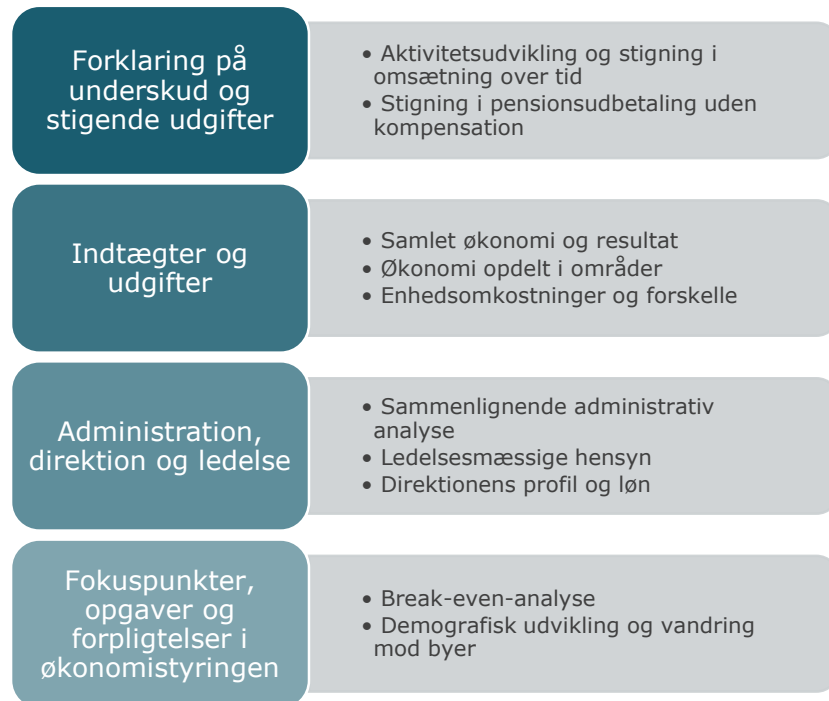 Forklaring på
underskud og
stigende udgifter
• Aktivitetsudvikling og stigning i
omsætning over tid
• Stigning i pensionsudbetaling uden
kompensation
Indtægter og
udgifter
• Samlet økonomi og resultat
• Økonomi opdelt i områder
• Enhedsomkostninger og forskelle
Administration,
direktion og ledelse
• Sammenlignende administrativ
analyse
• Ledelsesmæssige hensyn
• Direktionens profil og løn
Fokuspunkter,
opgaver og
forpligtelser i
økonomistyringen
• Break-even-analyse
• Demografisk udvikling og vandring
mod byer